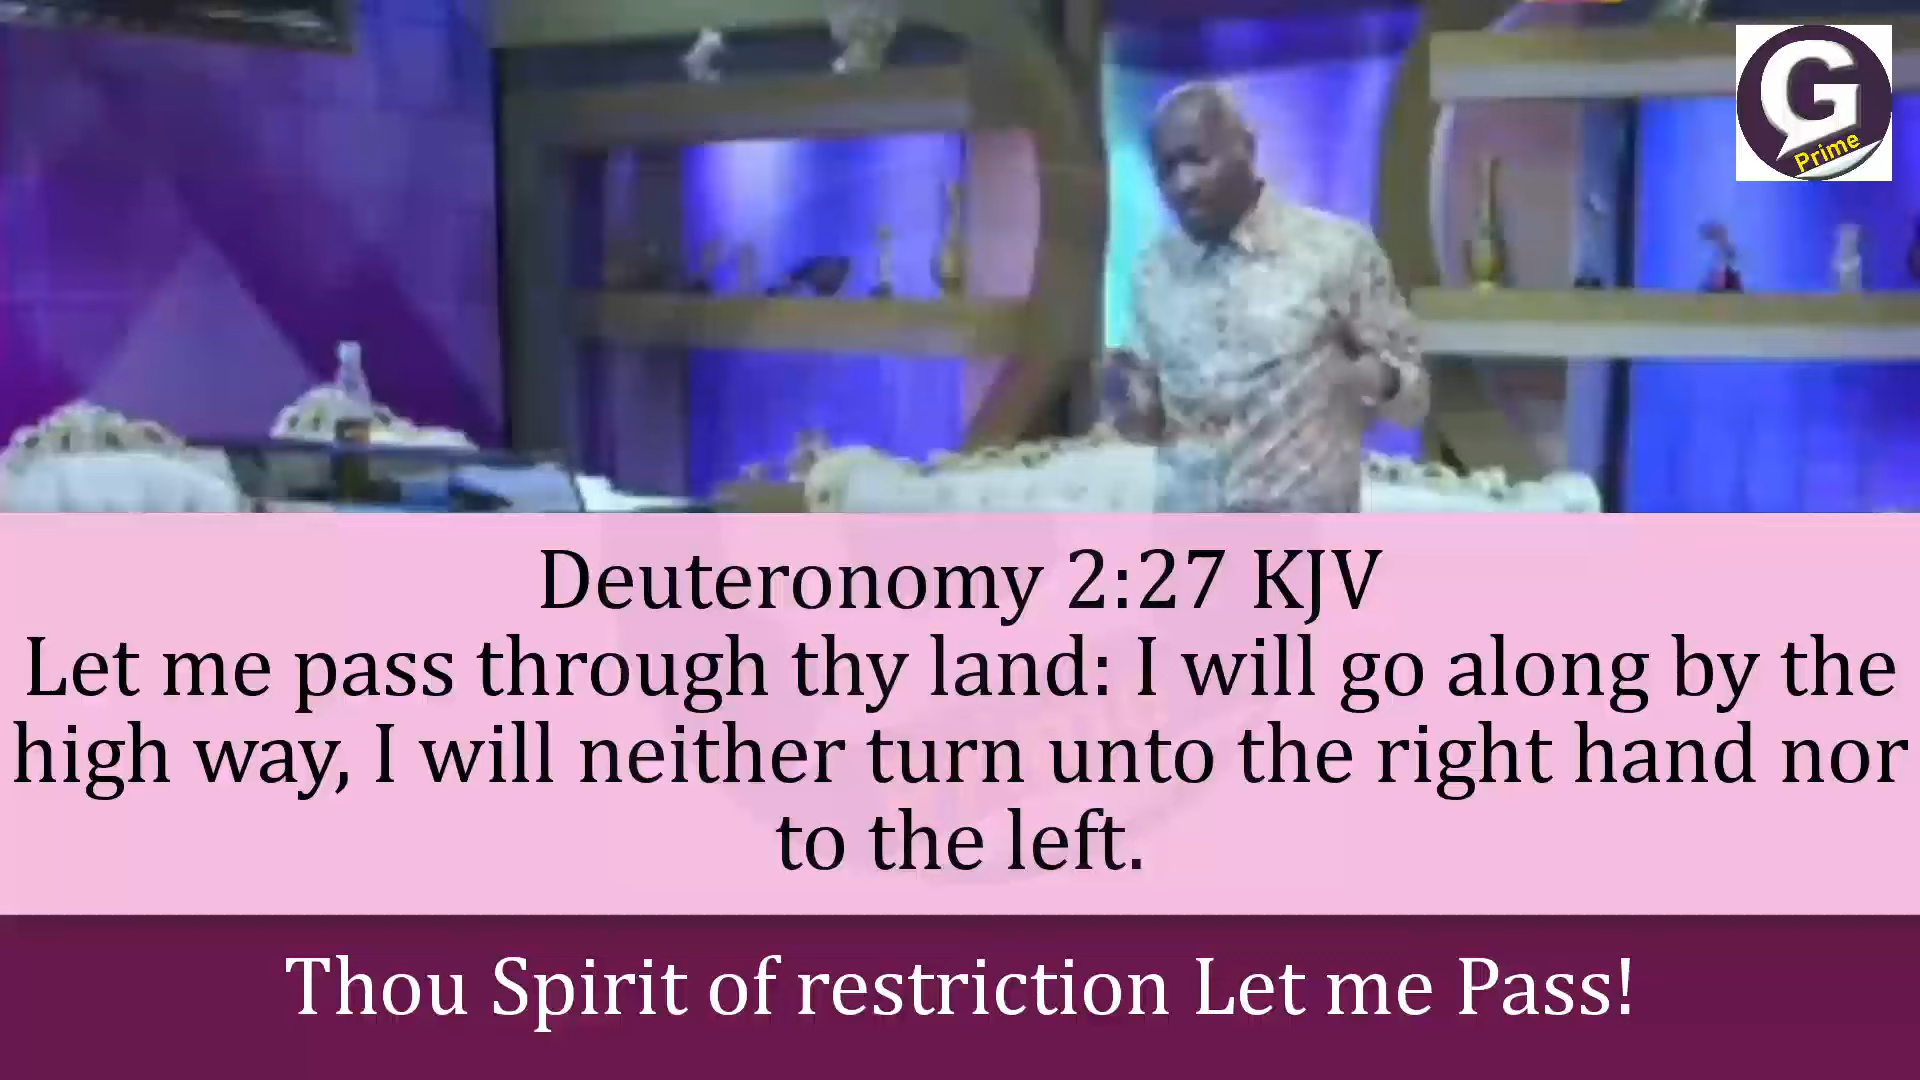 G
Prime
Deuteronomy 2:27 KJV
Let me pass through thy land: I will go along by the
high way, I will neither turn unto the right hand nor
to the left.
Thou Spirit of restriction Let me Pass!